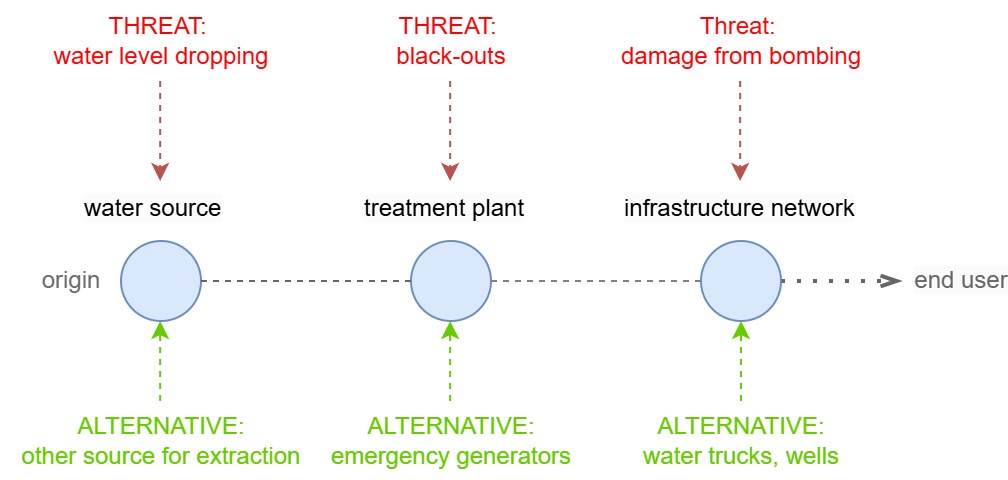 THREAT:
water level dropping
THREAT:
black-outs
Threat:
damage from bombing
water source
treatment plant
infrastructure network
origin
end user
ALTERNATIVE:
other source for extraction
ALTERNATIVE:
emergency generators
ALTERNATIVE:
water trucks, wells